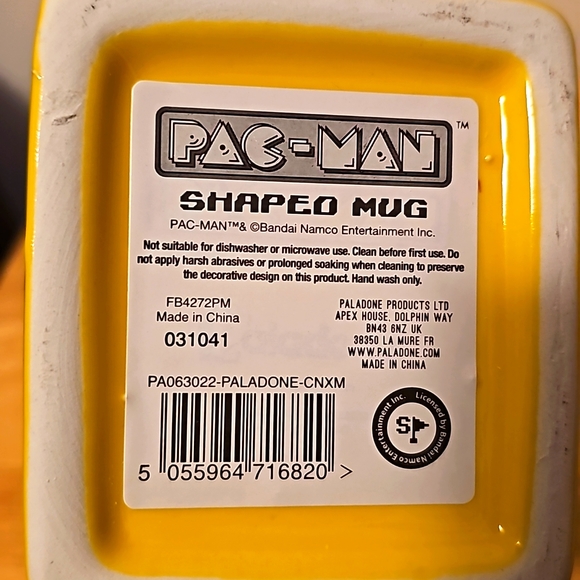 PAC-MAN™
SHAPED MUG
PAC-MAN™& ©Bandai Namco Entertainment Inc.
Not suitable for dishwasher or microwave use. Clean before first use. Do
not apply harsh abrasives or prolonged soaking when cleaning to preserve
the decorative design on this product. Hand wash only.
FB4272PM
Made in China
031041
PALADONE PRODUCTS LTD
APEX HOUSE, DOLPHIN WAY
BN43 6NZ UK
38350 LA MURE FR
WWW.PALADONE.COM
MADE IN CHINA
PA063022-PALADONE-CNXM
5 055964 716820 >
Licensed by Bandai Namco Entertainment Inc.